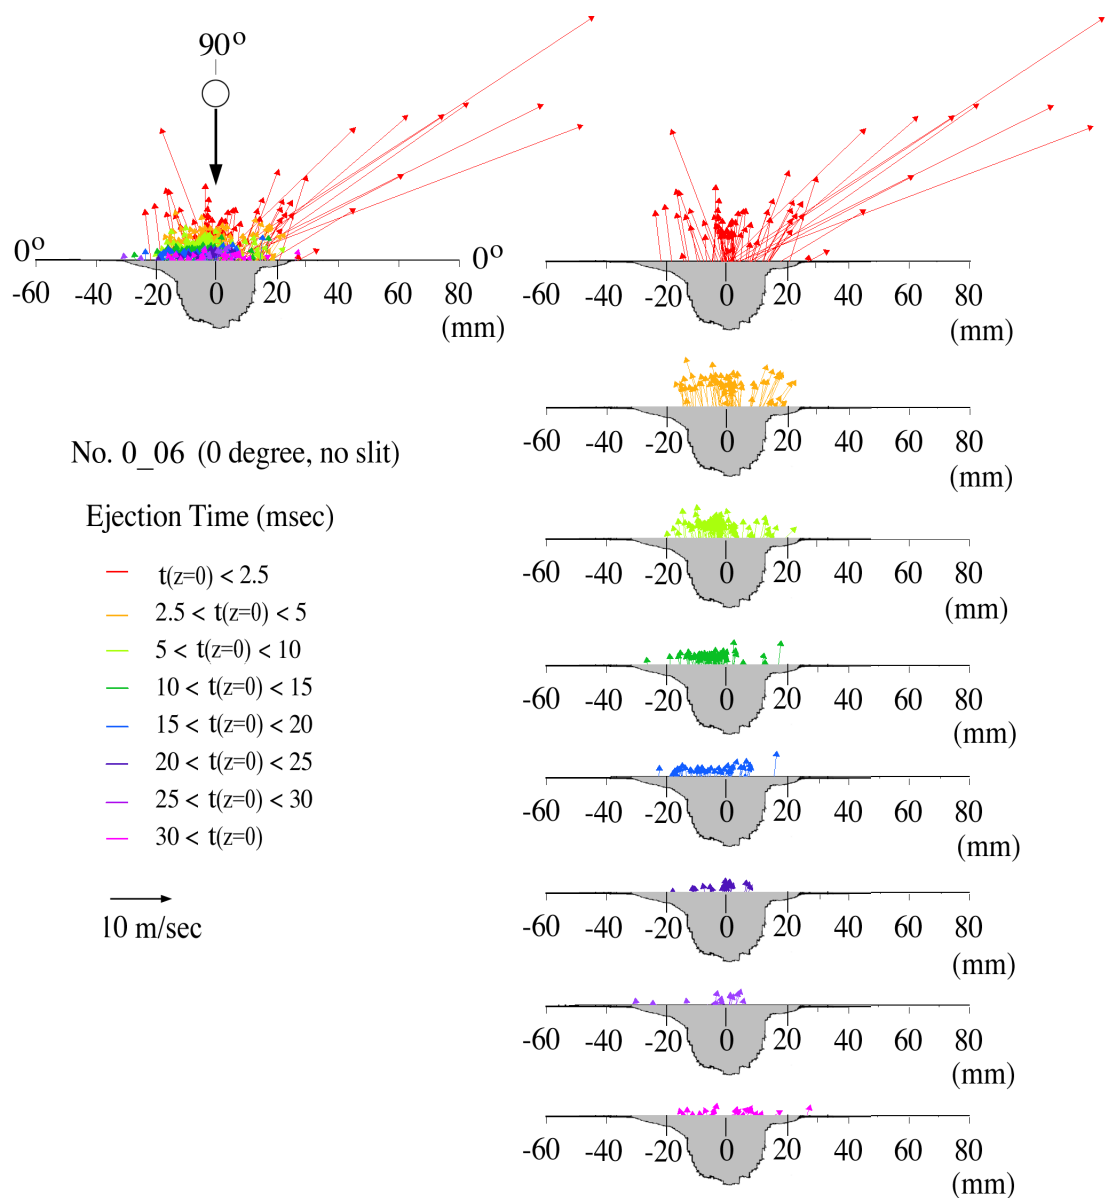 90°
0° 0°
-60 -40 -20 0 20 40 60 80
(mm)
-60 -40 -20 0 20 40 60 80
(mm)
-60 -40 -20 0 20 40 60 80
(mm)
No. 0_06 (0 degree, no slit)
Ejection Time (msec)
t(z=0) < 2.5
2.5 < t(z=0) < 5
5 < t(z=0) < 10
10 < t(z=0) < 15
15 < t(z=0) < 20
20 < t(z=0) < 25
25 < t(z=0) < 30
30 < t(z=0)
10 m/sec
-60 -40 -20 0 20 40 60 80
(mm)
-60 -40 -20 0 20 40 60 80
(mm)
-60 -40 -20 0 20 40 60 80
(mm)
-60 -40 -20 0 20 40 60 80
(mm)
-60 -40 -20 0 20 40 60 80
(mm)
-60 -40 -20 0 20 40 60 80
(mm)